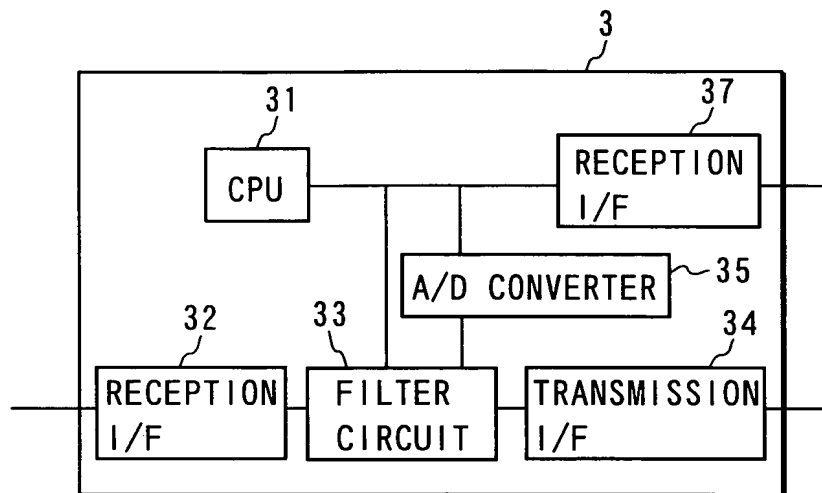 3
31
CPU
37
RECEPTION
I/F
A/D CONVERTER
35
32
RECEPTION
I/F
33
FILTER
CIRCUIT
34
TRANSMISSION
I/F